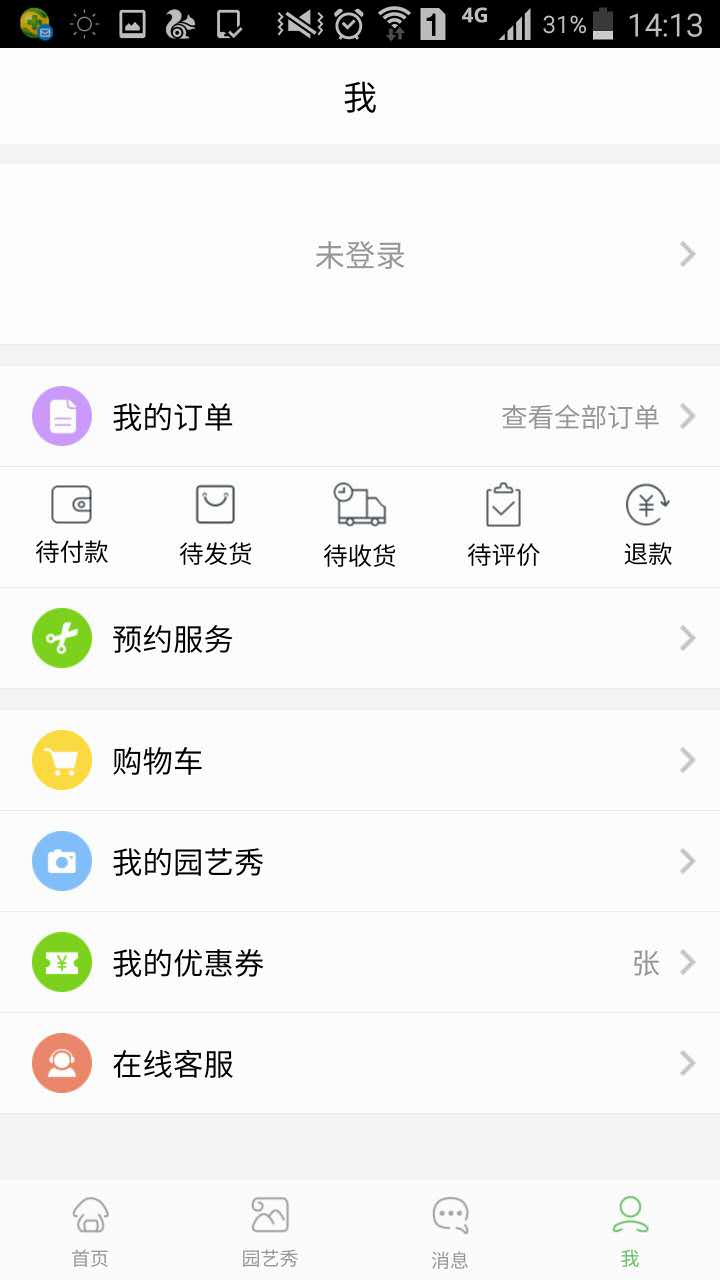 1 4G 31% 14:13
我
未登录
我的订单 查看全部订单
待付款 待发货 待收货 待评价 退款
预约服务
购物车
我的园艺秀
我的优惠券 张
在线客服
首页 园艺秀 消息 我